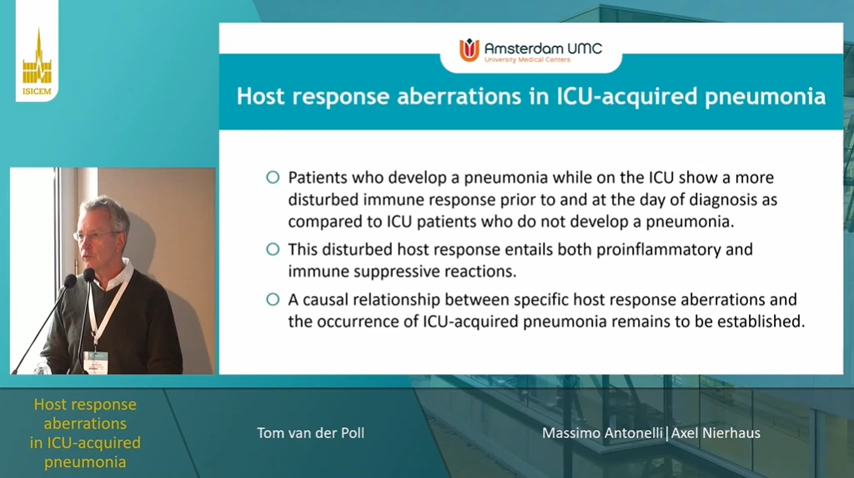 ISICEM
Amsterdam UMC
University Medical Centers
Host response aberrations in ICU-acquired pneumonia
Patients who develop a pneumonia while on the ICU show a more
disturbed immune response prior to and at the day of diagnosis as
compared to ICU patients who do not develop a pneumonia.
This disturbed host response entails both proinflammatory and
immune suppressive reactions.
A causal relationship between specific host response aberrations and
the occurrence of ICU-acquired pneumonia remains to be established.
Host response
aberrations
in ICU-acquired
pneumonia
Tom van der Poll
Massimo Antonelli|Axel Nierhaus